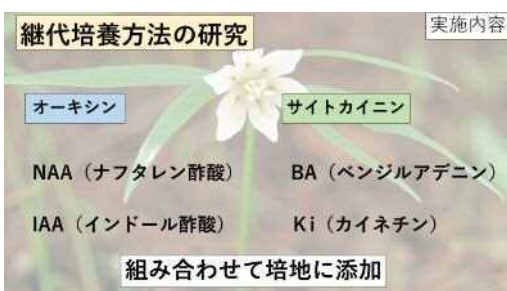 継代培養方法の研究
実施内容
オーキシン
サイトカイニン
NAA（ナフタレン酢酸）
BA（ベンジルアデニン）
IAA（インドール酢酸）
Ki（カイネチン）
組み合わせて培地に添加